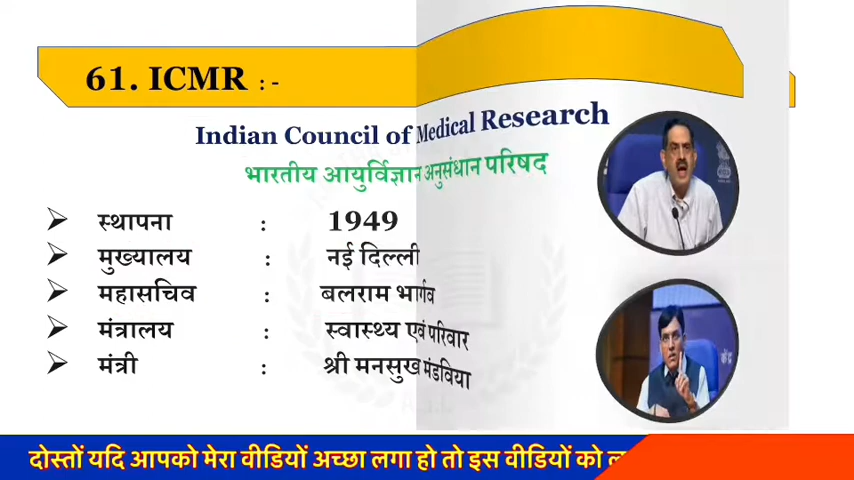 61. ICMR : -
Indian Council of Medical Research
भारतीय आयुर्विज्ञान अनुसंधान परिषद
➢ स्थापना : 1949
➢ मुख्यालय : नई दिल्ली
➢ महासचिव : बलराम भार्गव
➢ मंत्रालय : स्वास्थ्य एवं परिवार
➢ मंत्री : श्री मनसुख मंडविया
दोस्तों यदि आपको मेरा वीडियों अच्छा लगा हो तो इस वीडियों को